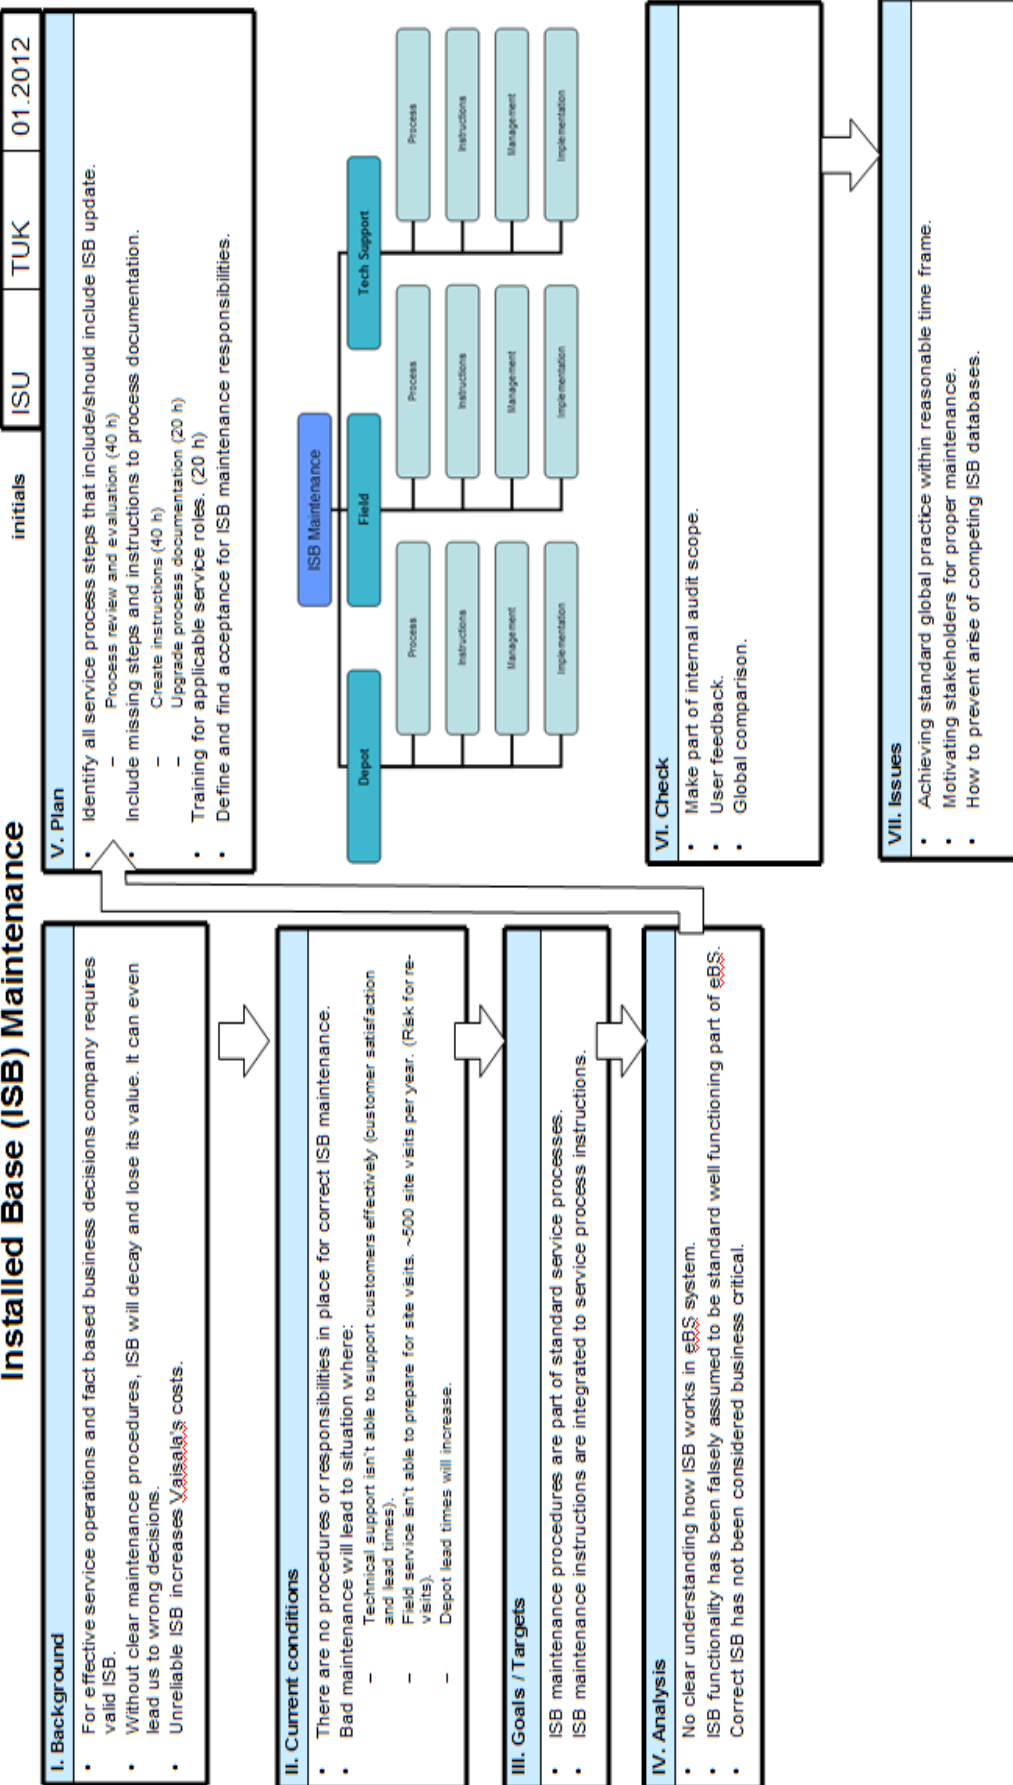 Installed Base (ISB) Maintenance
initials
ISU
TUK
01.2012
I. Background
• For effective service operations and fact based business decisions company requires
valid ISB.
• Without clear maintenance procedures, ISB will decay and lose its value. It can even
lead us to wrong decisions.
• Unreliable ISB increases Vaisala's costs.
II. Current conditions
• There are no procedures or responsibilities in place for correct ISB maintenance.
• Bad maintenance will lead to situation where:
– Technical support isn't able to support customers effectively (customer satisfaction
and lead times).
– Field service isn't able to prepare for site visits. ~500 site visits per year. (Risk for re-
visits).
– Depot lead times will increase.
III. Goals / Targets
• ISB maintenance procedures are part of standard service processes.
• ISB maintenance instructions are integrated to service process instructions.
IV. Analysis
• No clear understanding how ISB works in eBS system.
• ISB functionality has been falsely assumed to be standard well functioning part of eBS.
• Correct ISB has not been considered business critical.
V. Plan
• Identify all service process steps that include/should include ISB update.
– Process review and evaluation (40 h)
• Include missing steps and instructions to process documentation.
– Create instructions (40 h)
– Upgrade process documentation (20 h)
• Training for applicable service roles. (20 h)
• Define and find acceptance for ISB maintenance responsibilities.
ISB Maintenance
Depot
Process
Instructions
Management
Implementation
Field
Process
Instructions
Management
Implementation
Tech Support
Process
Instructions
Management
Implementation
VI. Check
• Make part of internal audit scope.
• User feedback.
• Global comparison.
VII. Issues
• Achieving standard global practice within reasonable time frame.
• Motivating stakeholders for proper maintenance.
• How to prevent arise of competing ISB databases.